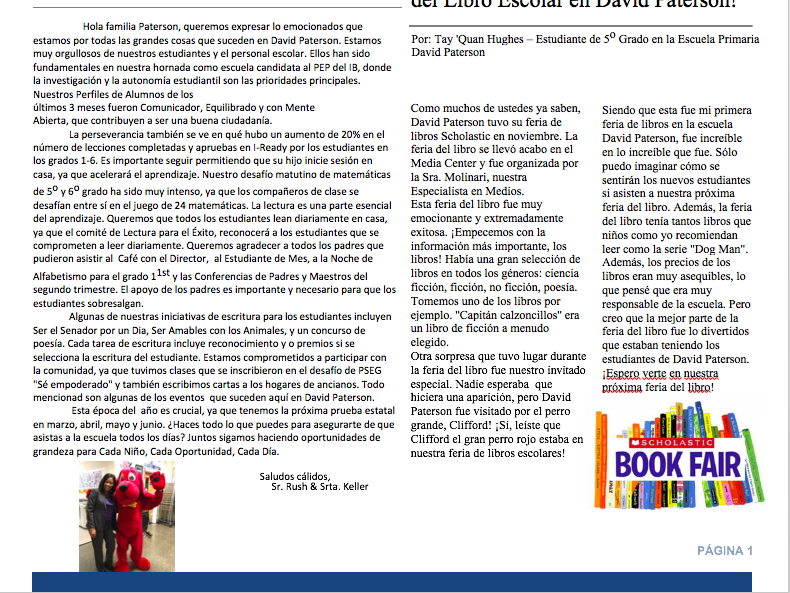 Hola familia Paterson, queremos expresar lo emocionados que
estamos por todas las grandes cosas que suceden en David Paterson. Estamos
muy orgullosos de nuestros estudiantes y el personal escolar. Ellos han sido
fundamentales en nuestra hornada como escuela candidata al PEP del IB, donde
la investigación y la autonomía estudiantil son las prioridades principales.
Nuestros Perfiles de Alumnos de los
últimos 3 meses fueron Comunicador, Equilibrado y con Mente
Abierta, que contribuyen a ser una buena ciudadanía.
La perseverancia también se ve en qué hubo un aumento de 20% en el
número de lecciones completadas y apruebas en I-Ready por los estudiantes en
los grados 1-6. Es importante seguir permitiendo que su hijo inicie sesión en
casa, ya que acelerará el aprendizaje. Nuestro desafío matutino de matemáticas
de 5º y 6º grado ha sido muy intenso, ya que los compañeros de clase se
desafían entre sí en el juego de 24 matemáticas. La lectura es una parte esencial
del aprendizaje. Queremos que todos los estudiantes lean diariamente en casa,
ya que el comité de Lectura para el Éxito, reconocerá a los estudiantes que se
comprometen a leer diariamente. Queremos agradecer a todos los padres que
pudieron asistir al Café con el Director, al Estudiante de Mes, a la Noche de
Alfabetismo para el grado 1¹ˢᵗ y las Conferencias de Padres y Maestros del
segundo trimestre. El apoyo de los padres es importante y necesario para que los
estudiantes sobresalgan.
Algunas de nuestras iniciativas de escritura para los estudiantes incluyen
Ser el Senador por un Dia, Ser Amables con los Animales, y un concurso de
poesía. Cada tarea de escritura incluye reconocimiento y o premios si se
selecciona la escritura del estudiante. Estamos comprometidos a participar con
la comunidad, ya que tuvimos clases que se inscribieron en el desafío de PSEG
"Sé empoderado" y también escribimos cartas a los hogares de ancianos. Todo
mencionad son algunas de los eventos que suceden aquí en David Paterson.
Esta época del año es crucial, ya que tenemos la próxima prueba estatal
en marzo, abril, mayo y junio. ¿Haces todo lo que puedes para asegurarte de que
asistas a la escuela todos los días? Juntos sigamos haciendo oportunidades de
grandeza para Cada Niño, Cada Oportunidad, Cada Día.
Saludos cálidos,
Sr. Rush & Srta. Keller
del Libro Escolar en David Paterson!
Por: Tay 'Quan Hughes – Estudiante de 5º Grado en la Escuela Primaria
David Paterson
Como muchos de ustedes ya saben,
David Paterson tuvo su feria de
libros Scholastic en noviembre. La
feria del libro se llevó acabo en el
Media Center y fue organizada por
la Sra. Molinari, nuestra
Especialista en Medios.
Esta feria del libro fue muy
emocionante y extremadamente
exitosa. ¡Empecemos con la
información más importante, los
libros! Había una gran selección de
libros en todos los géneros: ciencia
ficción, ficción, no ficción, poesía.
Tomemos uno de los libros por
ejemplo. "Capitán calzoncillos" era
un libro de ficción a menudo
elegido.
Otra sorpresa que tuvo lugar durante
la feria del libro fue nuestro invitado
especial. Nadie esperaba que
hiciera una aparición, pero David
Paterson fue visitado por el perro
grande, Clifford! ¡Si, leiste que
Clifford el gran perro rojo estaba en
nuestra feria de libros escolares!
Siendo que esta fue mi primera
feria de libros en la escuela
David Paterson, fue increíble
en lo increíble que fue. Sólo
puedo imaginar cómo se
sentirán los nuevos estudiantes
si asisten a nuestra próxima
feria del libro. Además, la feria
del libro tenía tantos libros que
niños como yo recomiendan
leer como la serie "Dog Man".
Además, los precios de los
libros eran muy asequibles, lo
que pensé que era muy
responsable de la escuela. Pero
creo que la mejor parte de la
feria del libro fue lo divertidos
que estaban teniendo los
estudiantes de David Paterson.
¡Espero verte en nuestra
próxima feria del libro!
SCHOLASTIC
BOOK FAIR
PÁGINA 1